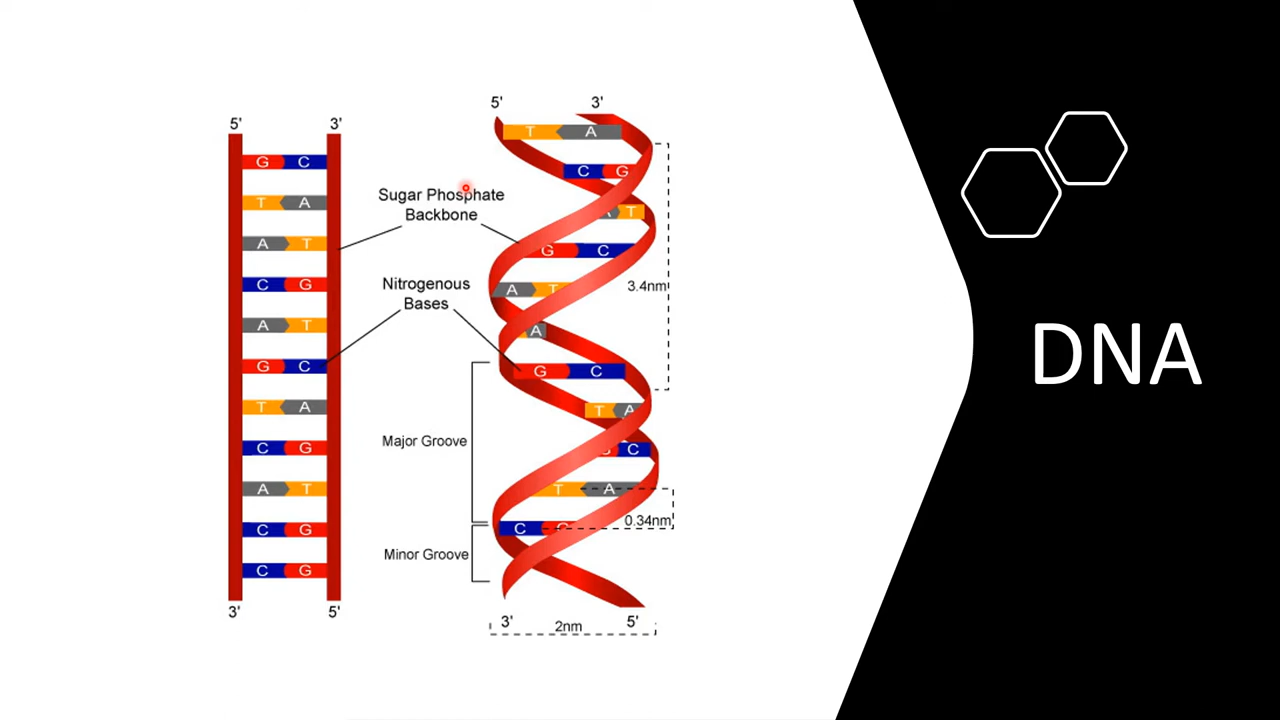 5' 3'
G C
T A
A T
C G
A T
G C
T A
C G
A T
C G
C G
3' 5'
Sugar Phosphate
Backbone
Nitrogenous
Bases
Major Groove
Minor Groove
5' 3'
T A
C G
A T
G C
A T
A
G C
T A
G C
T A
C G
3.4nm
0.34nm
3' 5'
2nm
DNA